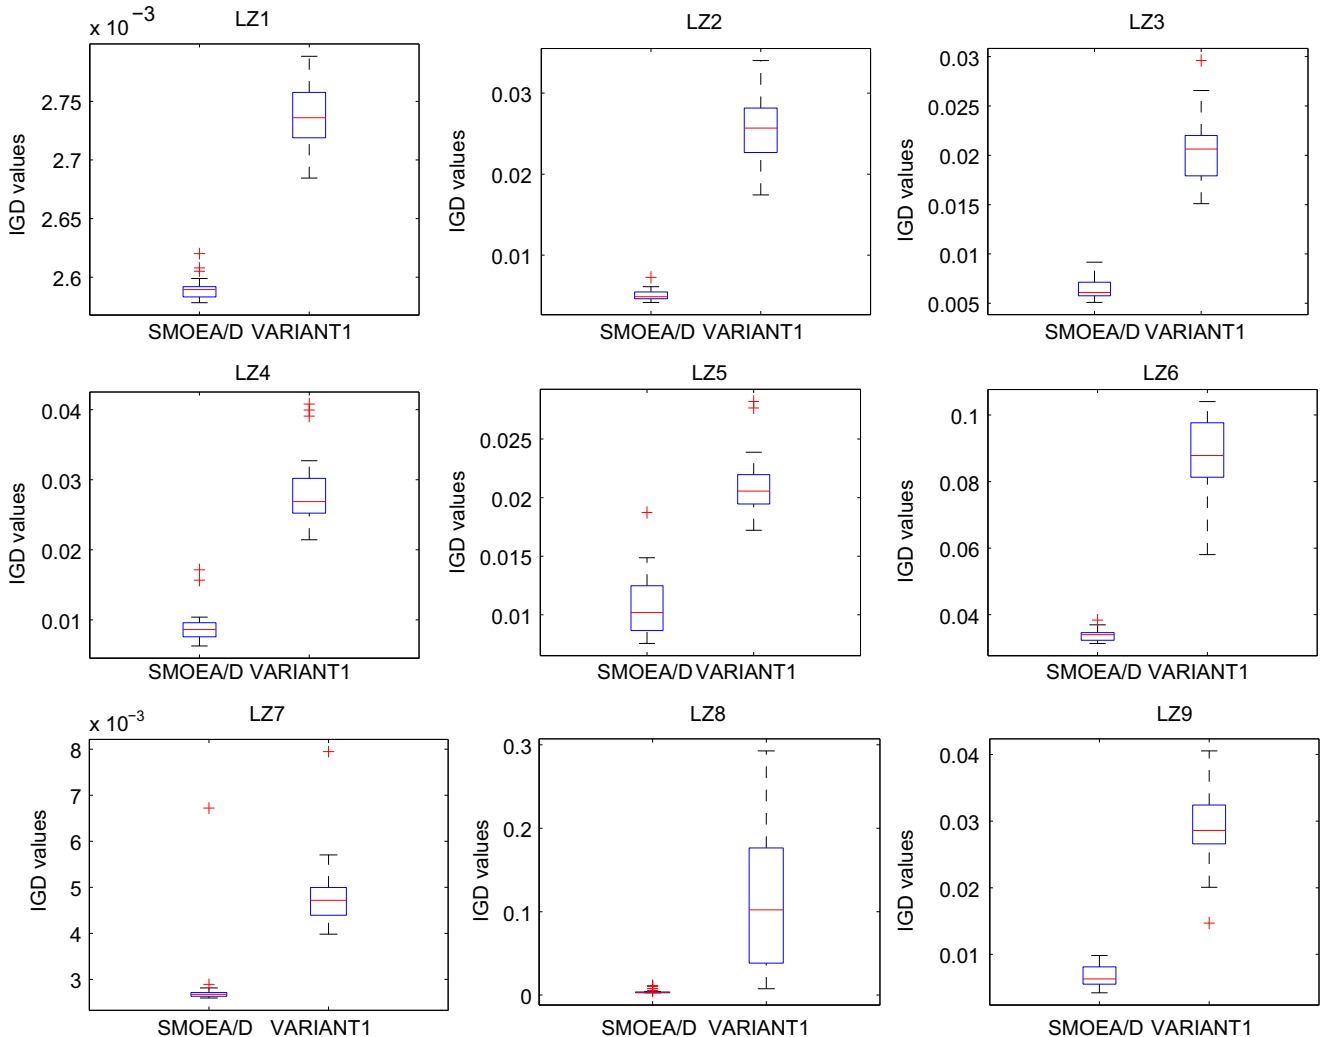 x 10−3
LZ1
IGD values
2.75
2.7
2.65
2.6
SMOEA/D VARIANT1
LZ2
IGD values
0.03
0.02
0.01
SMOEA/D VARIANT1
LZ3
IGD values
0.03
0.025
0.02
0.015
0.01
0.005
SMOEA/D VARIANT1
LZ4
IGD values
0.04
0.03
0.02
0.01
SMOEA/D VARIANT1
LZ5
IGD values
0.025
0.02
0.015
0.01
SMOEA/D VARIANT1
LZ6
IGD values
0.1
0.08
0.06
0.04
SMOEA/D VARIANT1
x 10−3
LZ7
IGD values
8
7
6
5
4
3
SMOEA/D VARIANT1
LZ8
IGD values
0.3
0.2
0.1
0
SMOEA/D VARIANT1
LZ9
IGD values
0.04
0.03
0.02
0.01
SMOEA/D VARIANT1